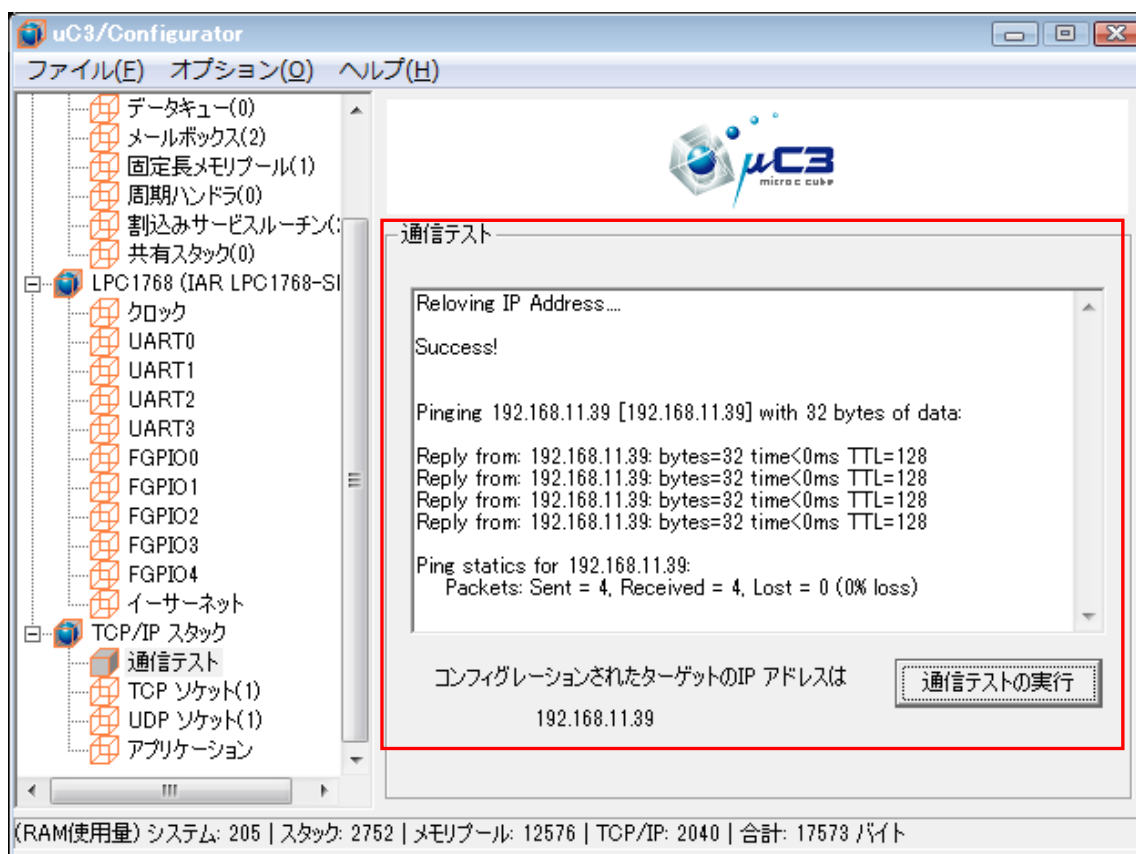 uC3/Configurator
ファイル(F) オプション(O) ヘルプ(H)
データキュー(0)
メールボックス(2)
固定長メモリプール(1)
周期ハンドラ(0)
割込みサービスルーチン(
共有スタック(0)
LPC1768 (IAR LPC1768-SI
クロック
UART0
UART1
UART2
UART3
FGPIO0
FGPIO1
FGPIO2
FGPIO3
FGPIO4
イーサーネット
TCP/IP スタック
通信テスト
TCP ソケット(1)
UDP ソケット(1)
アプリケーション
μC3
micro c cube
通信テスト
Reloving IP Address....
Success!
Pinging 192.168.11.39 [192.168.11.39] with 32 bytes of data:
Reply from: 192.168.11.39: bytes=32 time<0ms TTL=128
Reply from: 192.168.11.39: bytes=32 time<0ms TTL=128
Reply from: 192.168.11.39: bytes=32 time<0ms TTL=128
Reply from: 192.168.11.39: bytes=32 time<0ms TTL=128
Ping statics for 192.168.11.39:
Packets: Sent = 4, Received = 4, Lost = 0 (0% loss)
コンフィグレーションされたターゲットのIP アドレスは
192.168.11.39
通信テストの実行
(RAM使用量) システム: 205 | スタック: 2752 | メモリプール: 12576 | TCP/IP: 2040 | 合計: 17573 バイト